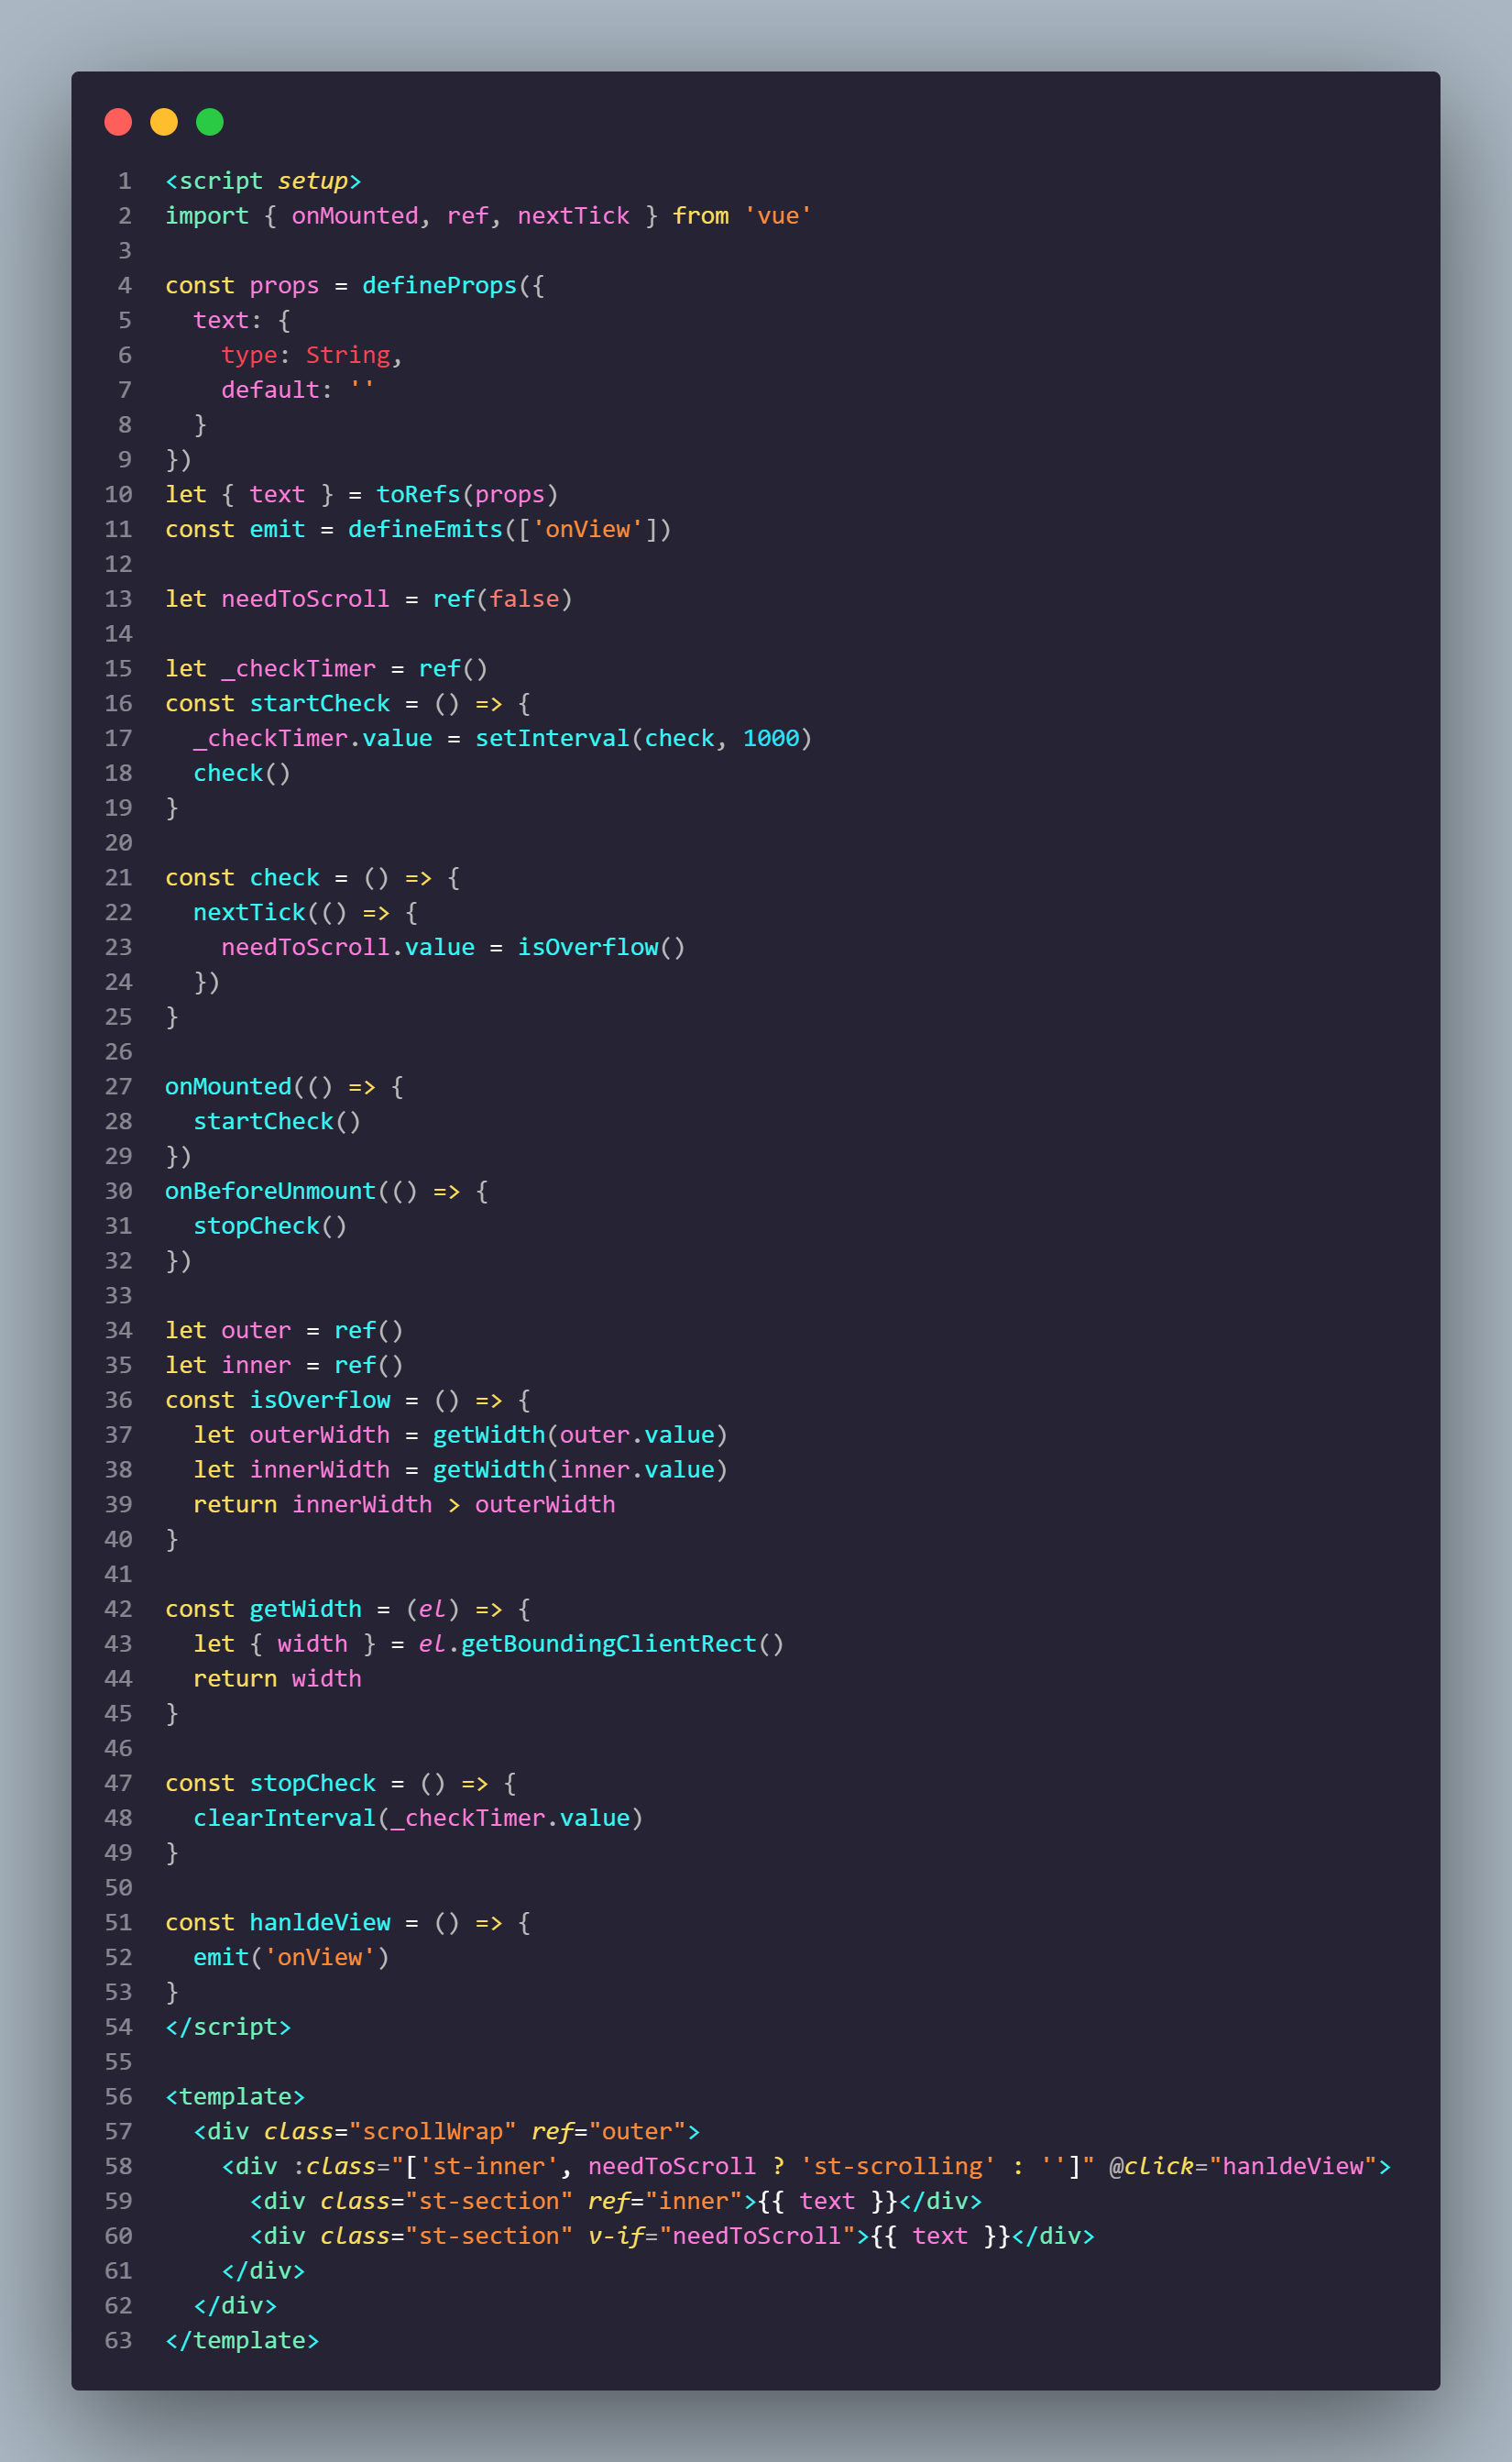 1 <script setup>
2 import { onMounted, ref, nextTick } from 'vue'
3
4 const props = defineProps({
5   text: {
6     type: String,
7     default: ''
8   }
9 })
10 let { text } = toRefs(props)
11 const emit = defineEmits(['onView'])
12
13 let needToScroll = ref(false)
14
15 let _checkTimer = ref()
16 const startCheck = () => {
17   _checkTimer.value = setInterval(check, 1000)
18   check()
19 }
20
21 const check = () => {
22   nextTick(() => {
23     needToScroll.value = isOverflow()
24   })
25 }
26
27 onMounted(() => {
28   startCheck()
29 })
30 onBeforeUnmount(() => {
31   stopCheck()
32 })
33
34 let outer = ref()
35 let inner = ref()
36 const isOverflow = () => {
37   let outerWidth = getWidth(outer.value)
38   let innerWidth = getWidth(inner.value)
39   return innerWidth > outerWidth
40 }
41
42 const getWidth = (el) => {
43   let { width } = el.getBoundingClientRect()
44   return width
45 }
46
47 const stopCheck = () => {
48   clearInterval(_checkTimer.value)
49 }
50
51 const hanldeView = () => {
52   emit('onView')
53 }
54 </script>
55
56 <template>
57   <div class="scrollWrap" ref="outer">
58     <div :class="['st-inner', needToScroll ? 'st-scrolling' : '']" @click="hanldeView">
59       <div class="st-section" ref="inner">{{ text }}</div>
60       <div class="st-section" v-if="needToScroll">{{ text }}</div>
61     </div>
62   </div>
63 </template>